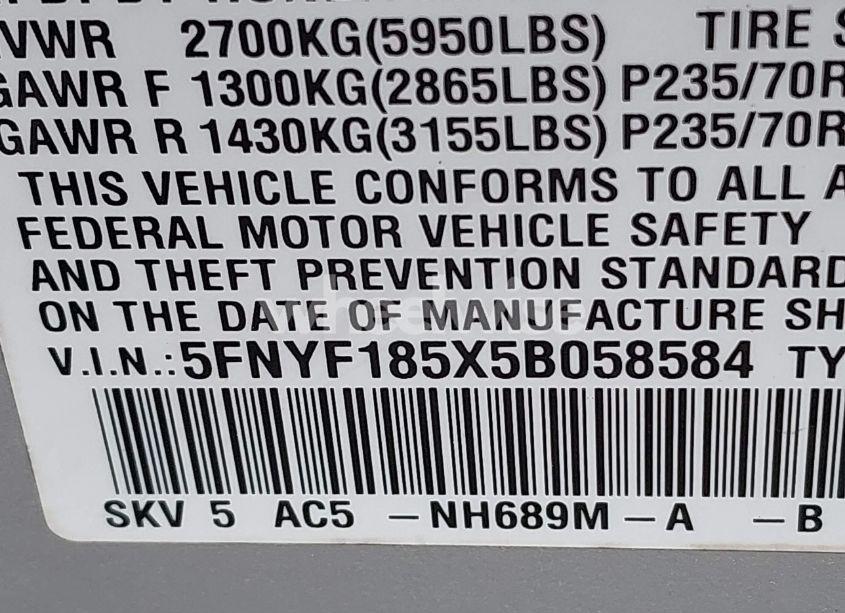 VWR 2700KG(5950LBS) TIRE S
GAWR F 1300KG(2865LBS) P235/70R
GAWR R 1430KG(3155LBS) P235/70R
THIS VEHICLE CONFORMS TO ALL A
FEDERAL MOTOR VEHICLE SAFETY
AND THEFT PREVENTION STANDARD
ON THE DATE OF MANUFACTURE SH
V.I.N.:5FNYF185X5B058584 TY
SKV 5 AC5 -NH689M-A -B